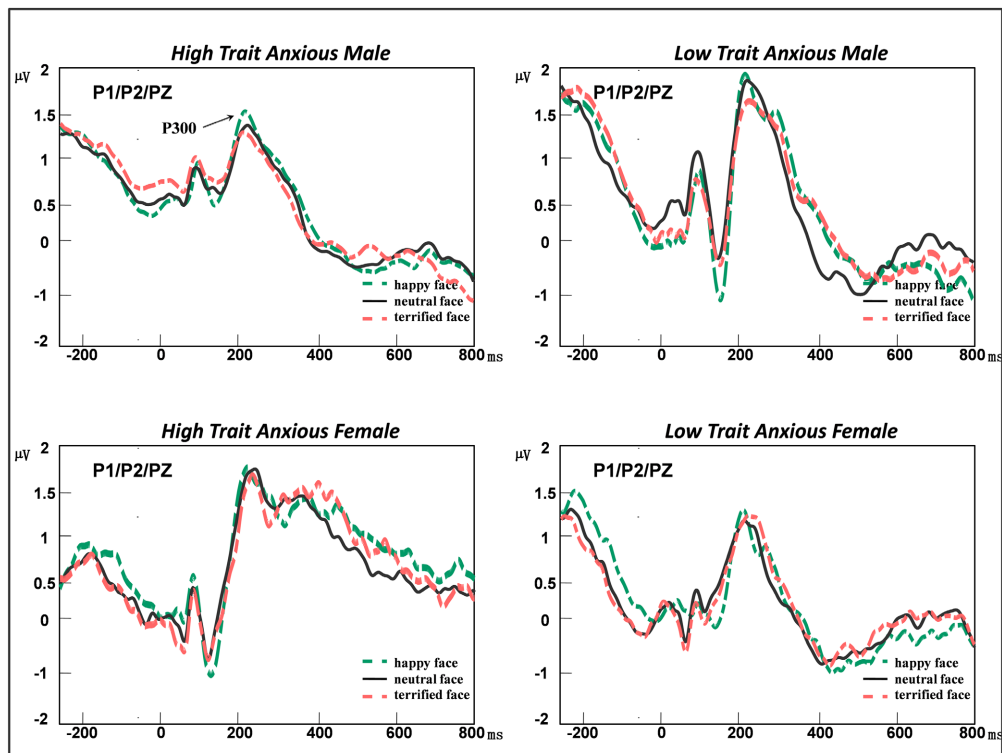 High Trait Anxious Male
μV
2
P1/P2/PZ
P300
1.5
1
0.5
0
-1
-2
happy face
neutral face
terrified face
-200 0 200 400 600 800 ms
Low Trait Anxious Male
μV
2
P1/P2/PZ
1.5
1
0.5
0
-1
-2
happy face
neutral face
terrified face
-200 0 200 400 600 800 ms
High Trait Anxious Female
μV
2
P1/P2/PZ
1.5
1
0.5
0
-1
-2
happy face
neutral face
terrified face
-200 0 200 400 600 800 ms
Low Trait Anxious Female
μV
2
P1/P2/PZ
1.5
1
0.5
0
-1
-2
happy face
neutral face
terrified face
-200 0 200 400 600 800 ms